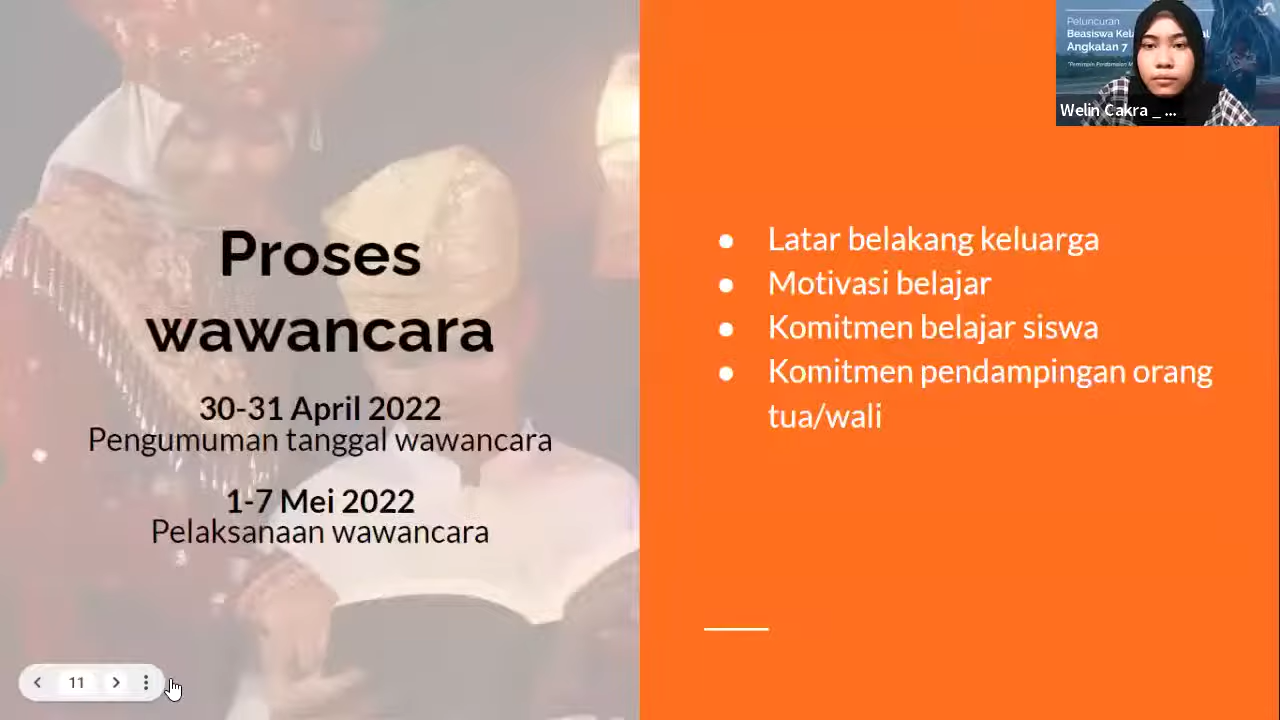 Proses
wawancara
30-31 April 2022
Pengumuman tanggal wawancara
1-7 Mei 2022
Pelaksanaan wawancara
● Latar belakang keluarga
● Motivasi belajar
● Komitmen belajar siswa
● Komitmen pendampingan orang
tua/wali
Peluncuran
Beasiswa
Angkatan 7
Welin Cakra _ ...
11